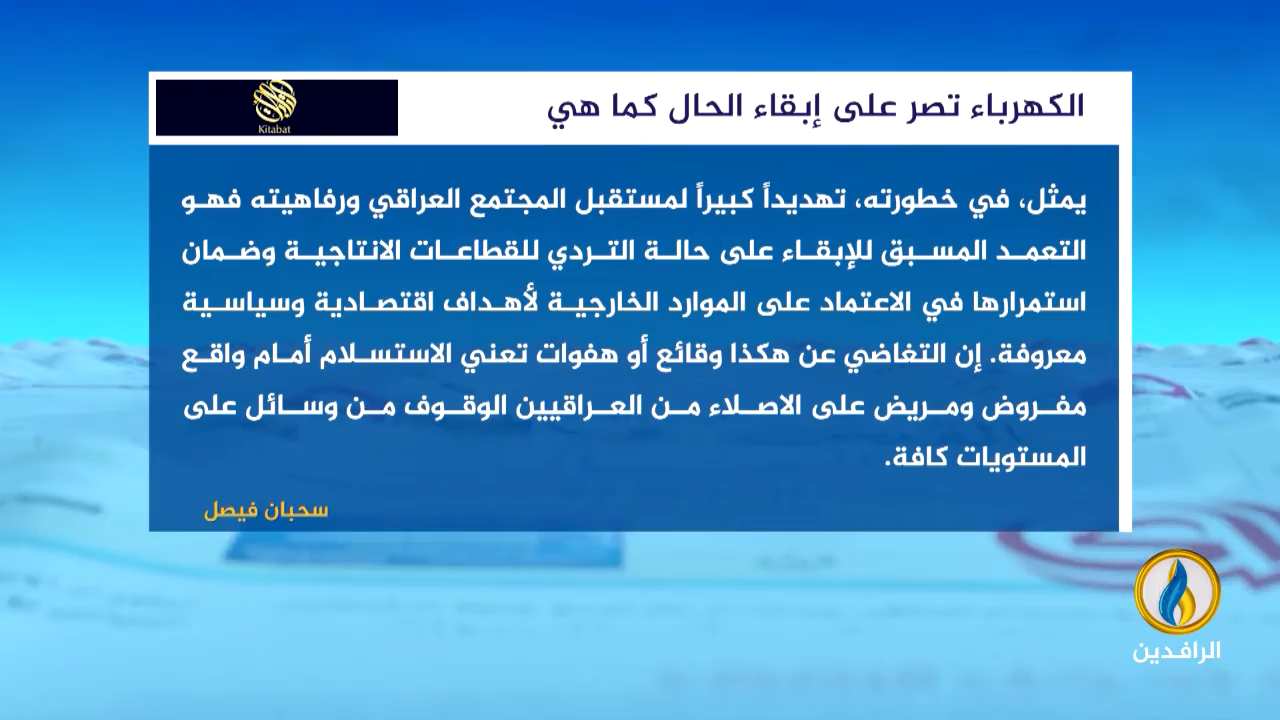 الكهرباء تصر على إبقاء الحال كما هي
Kitabat
يمثل، في خطورته، تهديداً كبيراً لمستقبل المجتمع العراقي ورفاهيته فهو
التعمد المسبق للإبقاء على حالة التردي للقطاعات الانتاجية وضمان
استمرارها في الاعتماد على الموارد الخارجية لأهداف اقتصادية وسياسية
معروفة. إن التغاضي عن هكذا وقائع أو هفوات تعني الاستسلام أمام واقع
مفروض ومريض على الاصلاء من العراقيين الوقوف من وسائل على
المستويات كافة.
سحبان فيصل
الرافدين